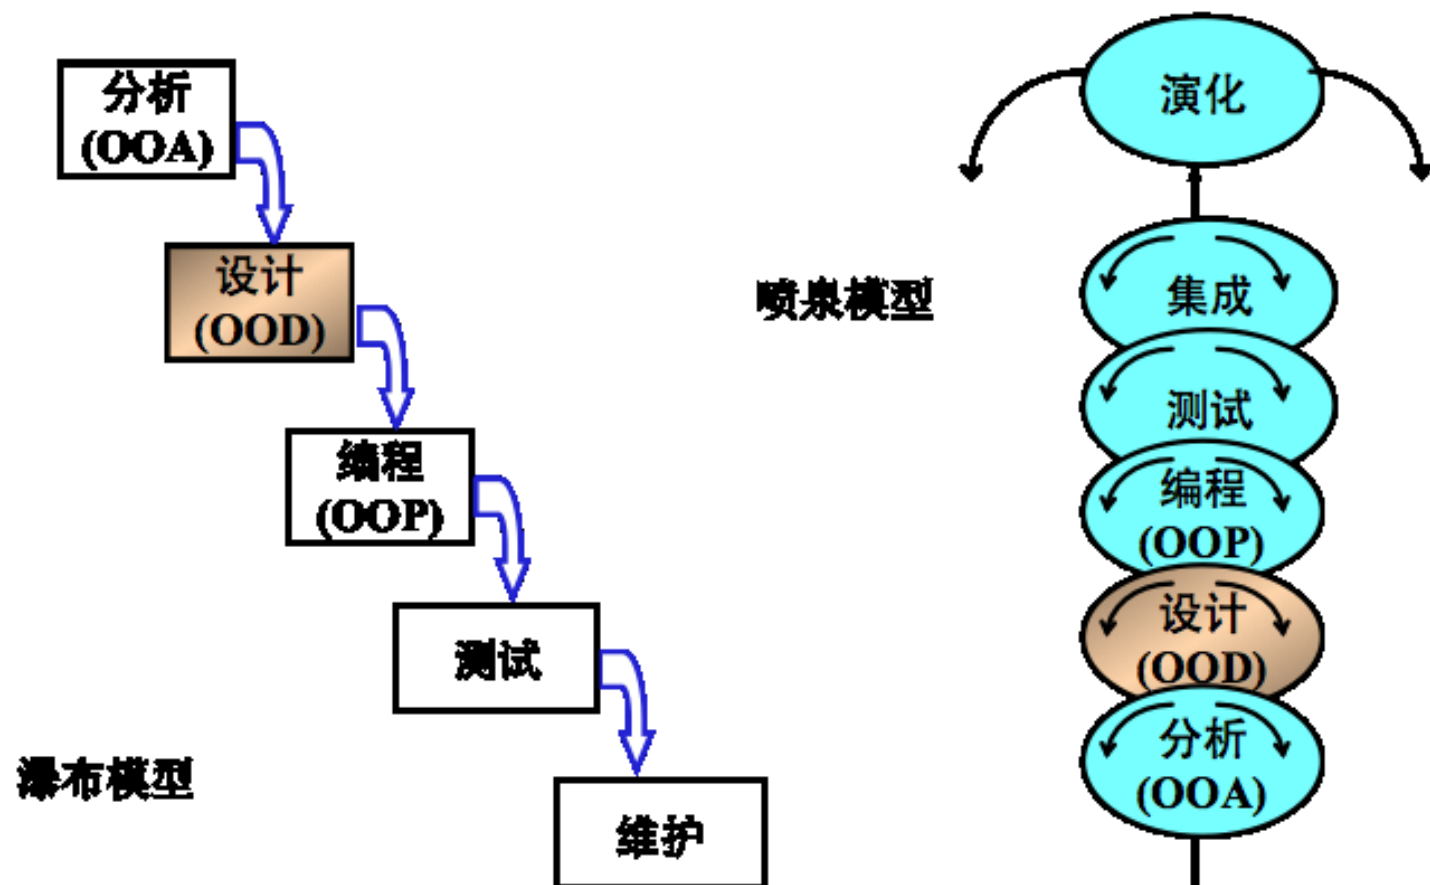 分析
(OOA)
设计
(OOD)
编程
(OOP)
测试
维护
瀑布模型
喷泉模型
演化
集成
测试
编程
(OOP)
设计
(OOD)
分析
(OOA)